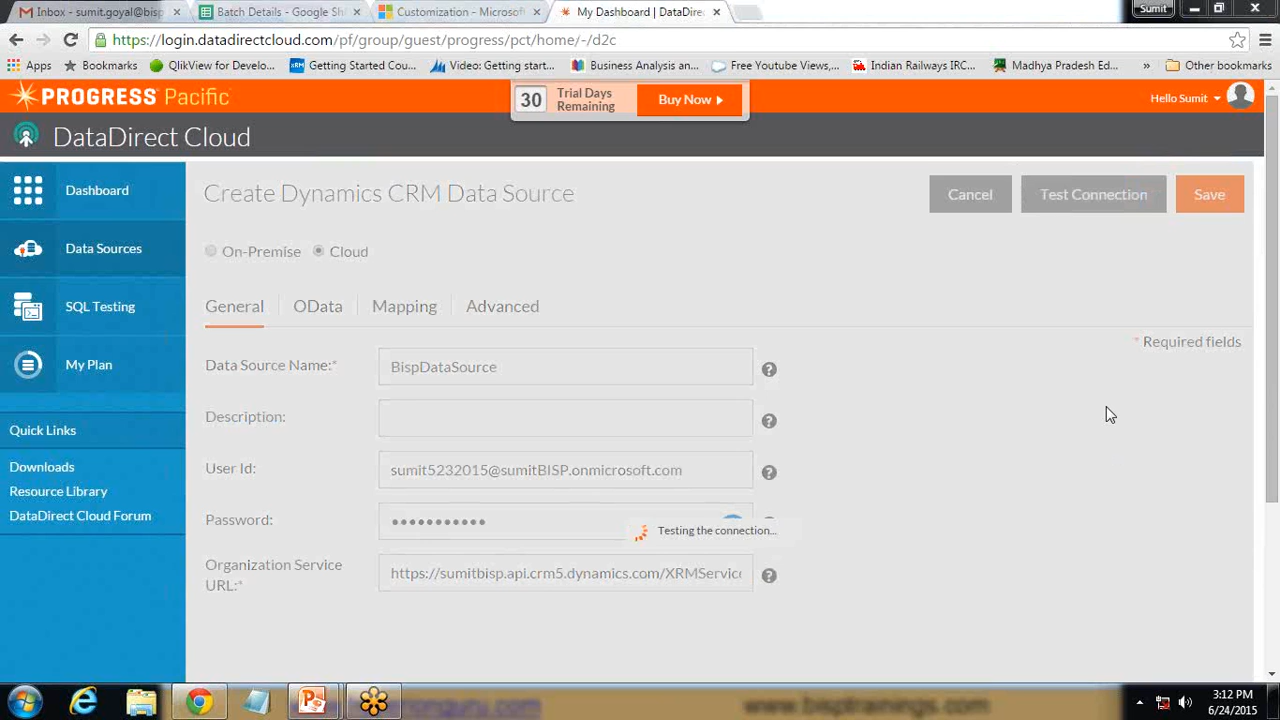 Sumit
Inbox - sumit.goyal@bisp
Batch Details - Google Sh
Customization - Microsof
My Dashboard | DataDirec
https://login.datadirectcloud.com/pf/group/guest/progress/pct/home/-/d2c
Apps
Bookmarks
QlikView for Develo...
Getting Started Cou...
Video: Getting start...
Business Analysis an...
Free Youtube Views,...
Indian Railways IRC...
Madhya Pradesh Ed...
»
Other bookmarks
PROGRESS Pacific
30
Trial Days
Remaining
Buy Now
Hello Sumit
DataDirect Cloud
Dashboard
Data Sources
SQL Testing
My Plan
Quick Links
Downloads
Resource Library
DataDirect Cloud Forum
Create Dynamics CRM Data Source
Cancel
Test Connection
Save
On-Premise
Cloud
General
OData
Mapping
Advanced
* Required fields
Data Source Name:*
BispDataSource
?
Description:
?
User Id:
sumit5232015@sumitBISP.onmicrosoft.com
?
Password:
•••••••••••
Testing the connection...
Organization Service
URL:*
https://sumitbisp.api.crm5.dynamics.com/XRMService
?
3:12 PM
6/24/2015